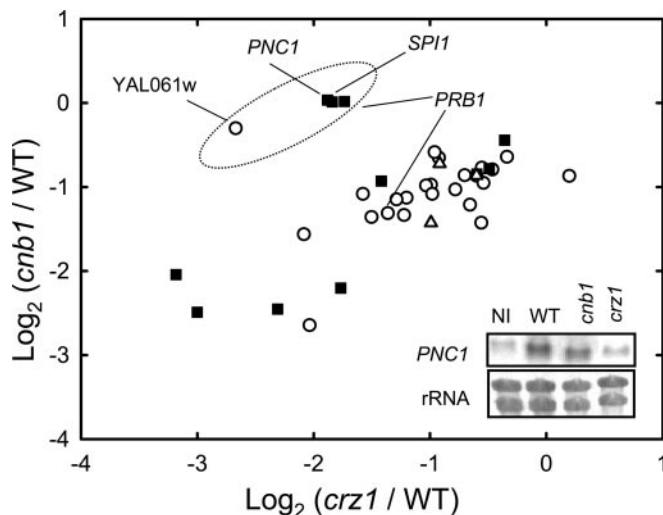 1
PNC1
SPI1
YAL061w
0
PRB1
-1
-2
-3
-4
Log2 (cnb1 / WT)
NI WT cnb1 crz1
PNC1
rRNA
-4 -3 -2 -1 0 1
Log2 (crz1 / WT)